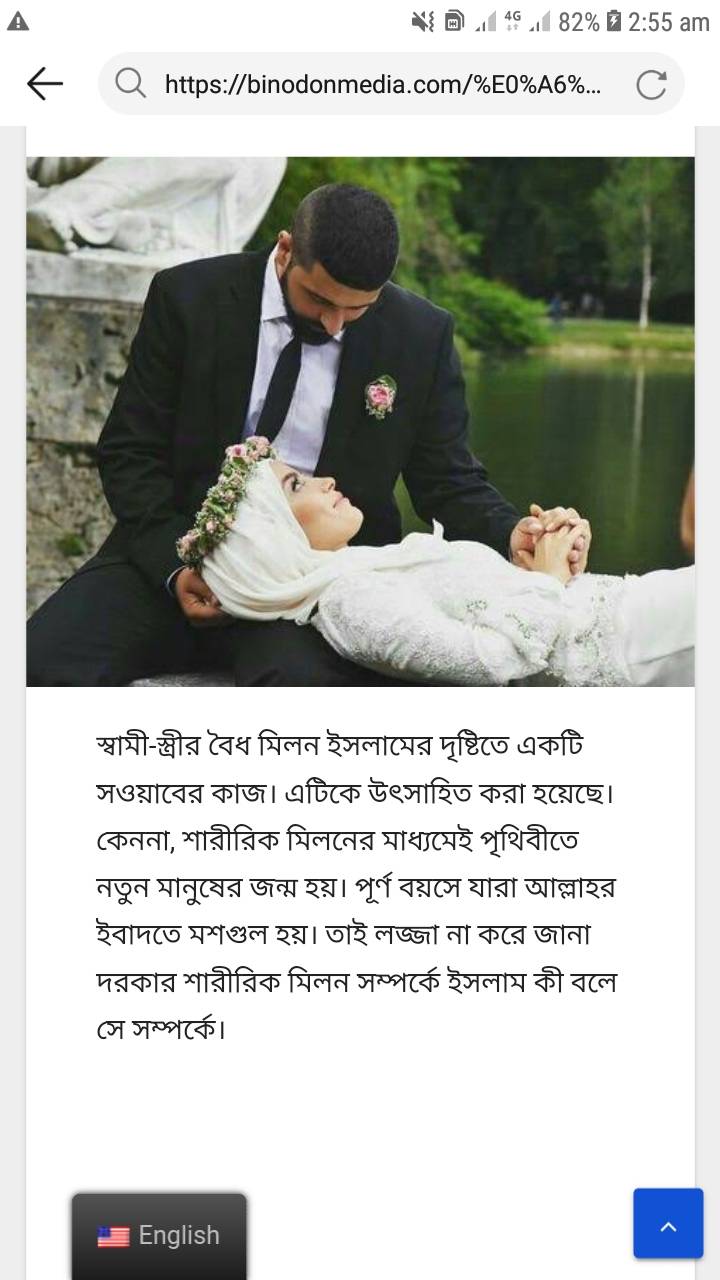 4G 82% 2:55 am
https://binodonmedia.com/%E0%A6%...
স্বামী-স্ত্রীর বৈধ মিলন ইসলামের দৃষ্টিতে একটি
সওয়াবের কাজ। এটিকে উৎসাহিত করা হয়েছে।
কেননা, শারীরিক মিলনের মাধ্যমেই পৃথিবীতে
নতুন মানুষের জন্ম হয়। পূর্ণ বয়সে যারা আল্লাহর
ইবাদতে মশগুল হয়। তাই লজ্জা না করে জানা
দরকার শারীরিক মিলন সম্পর্কে ইসলাম কী বলে
সে সম্পর্কে।
English